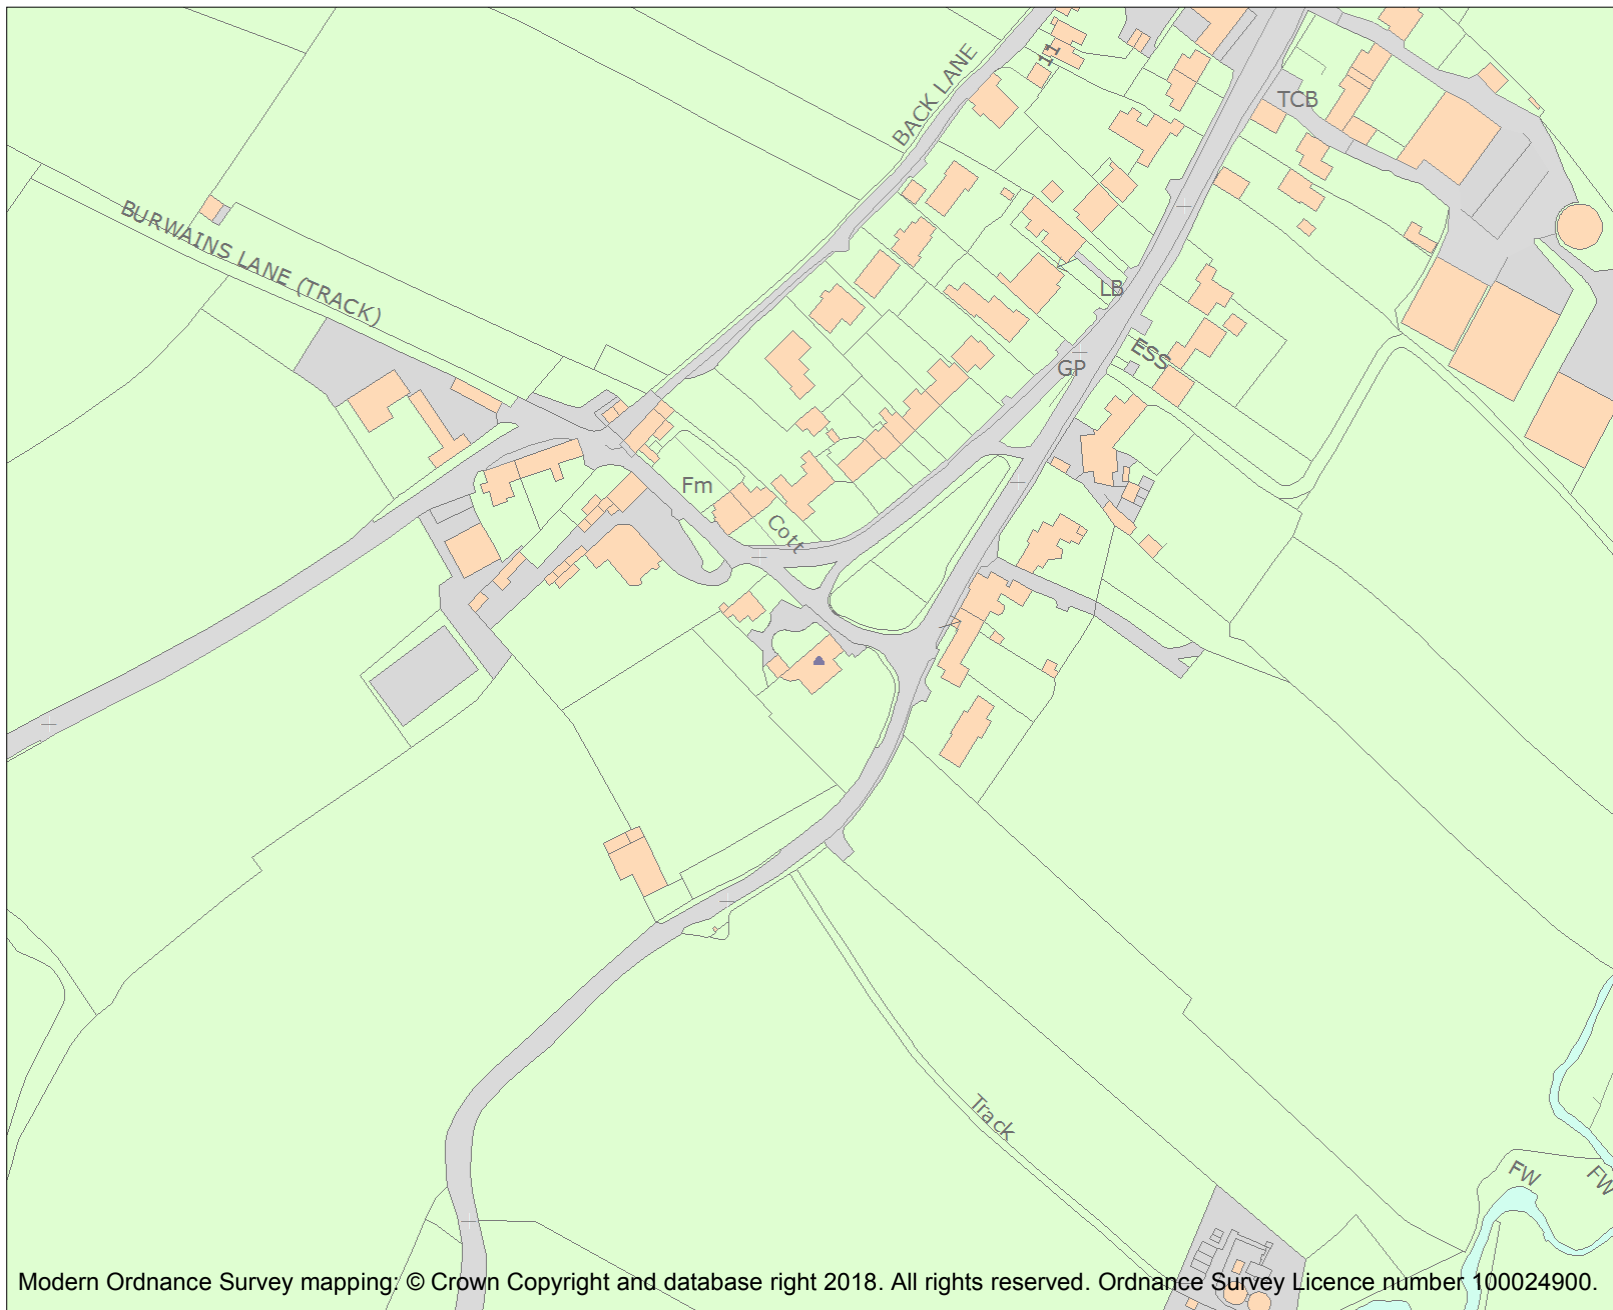 11
BACK LANE
TCB
BURWAINS LANE (TRACK)
LB
ESS
GP
Fm
Cott
Track
FW
FW
Modern Ordnance Survey mapping: © Crown Copyright and database right 2018. All rights reserved. Ordnance Survey Licence number 100024900.